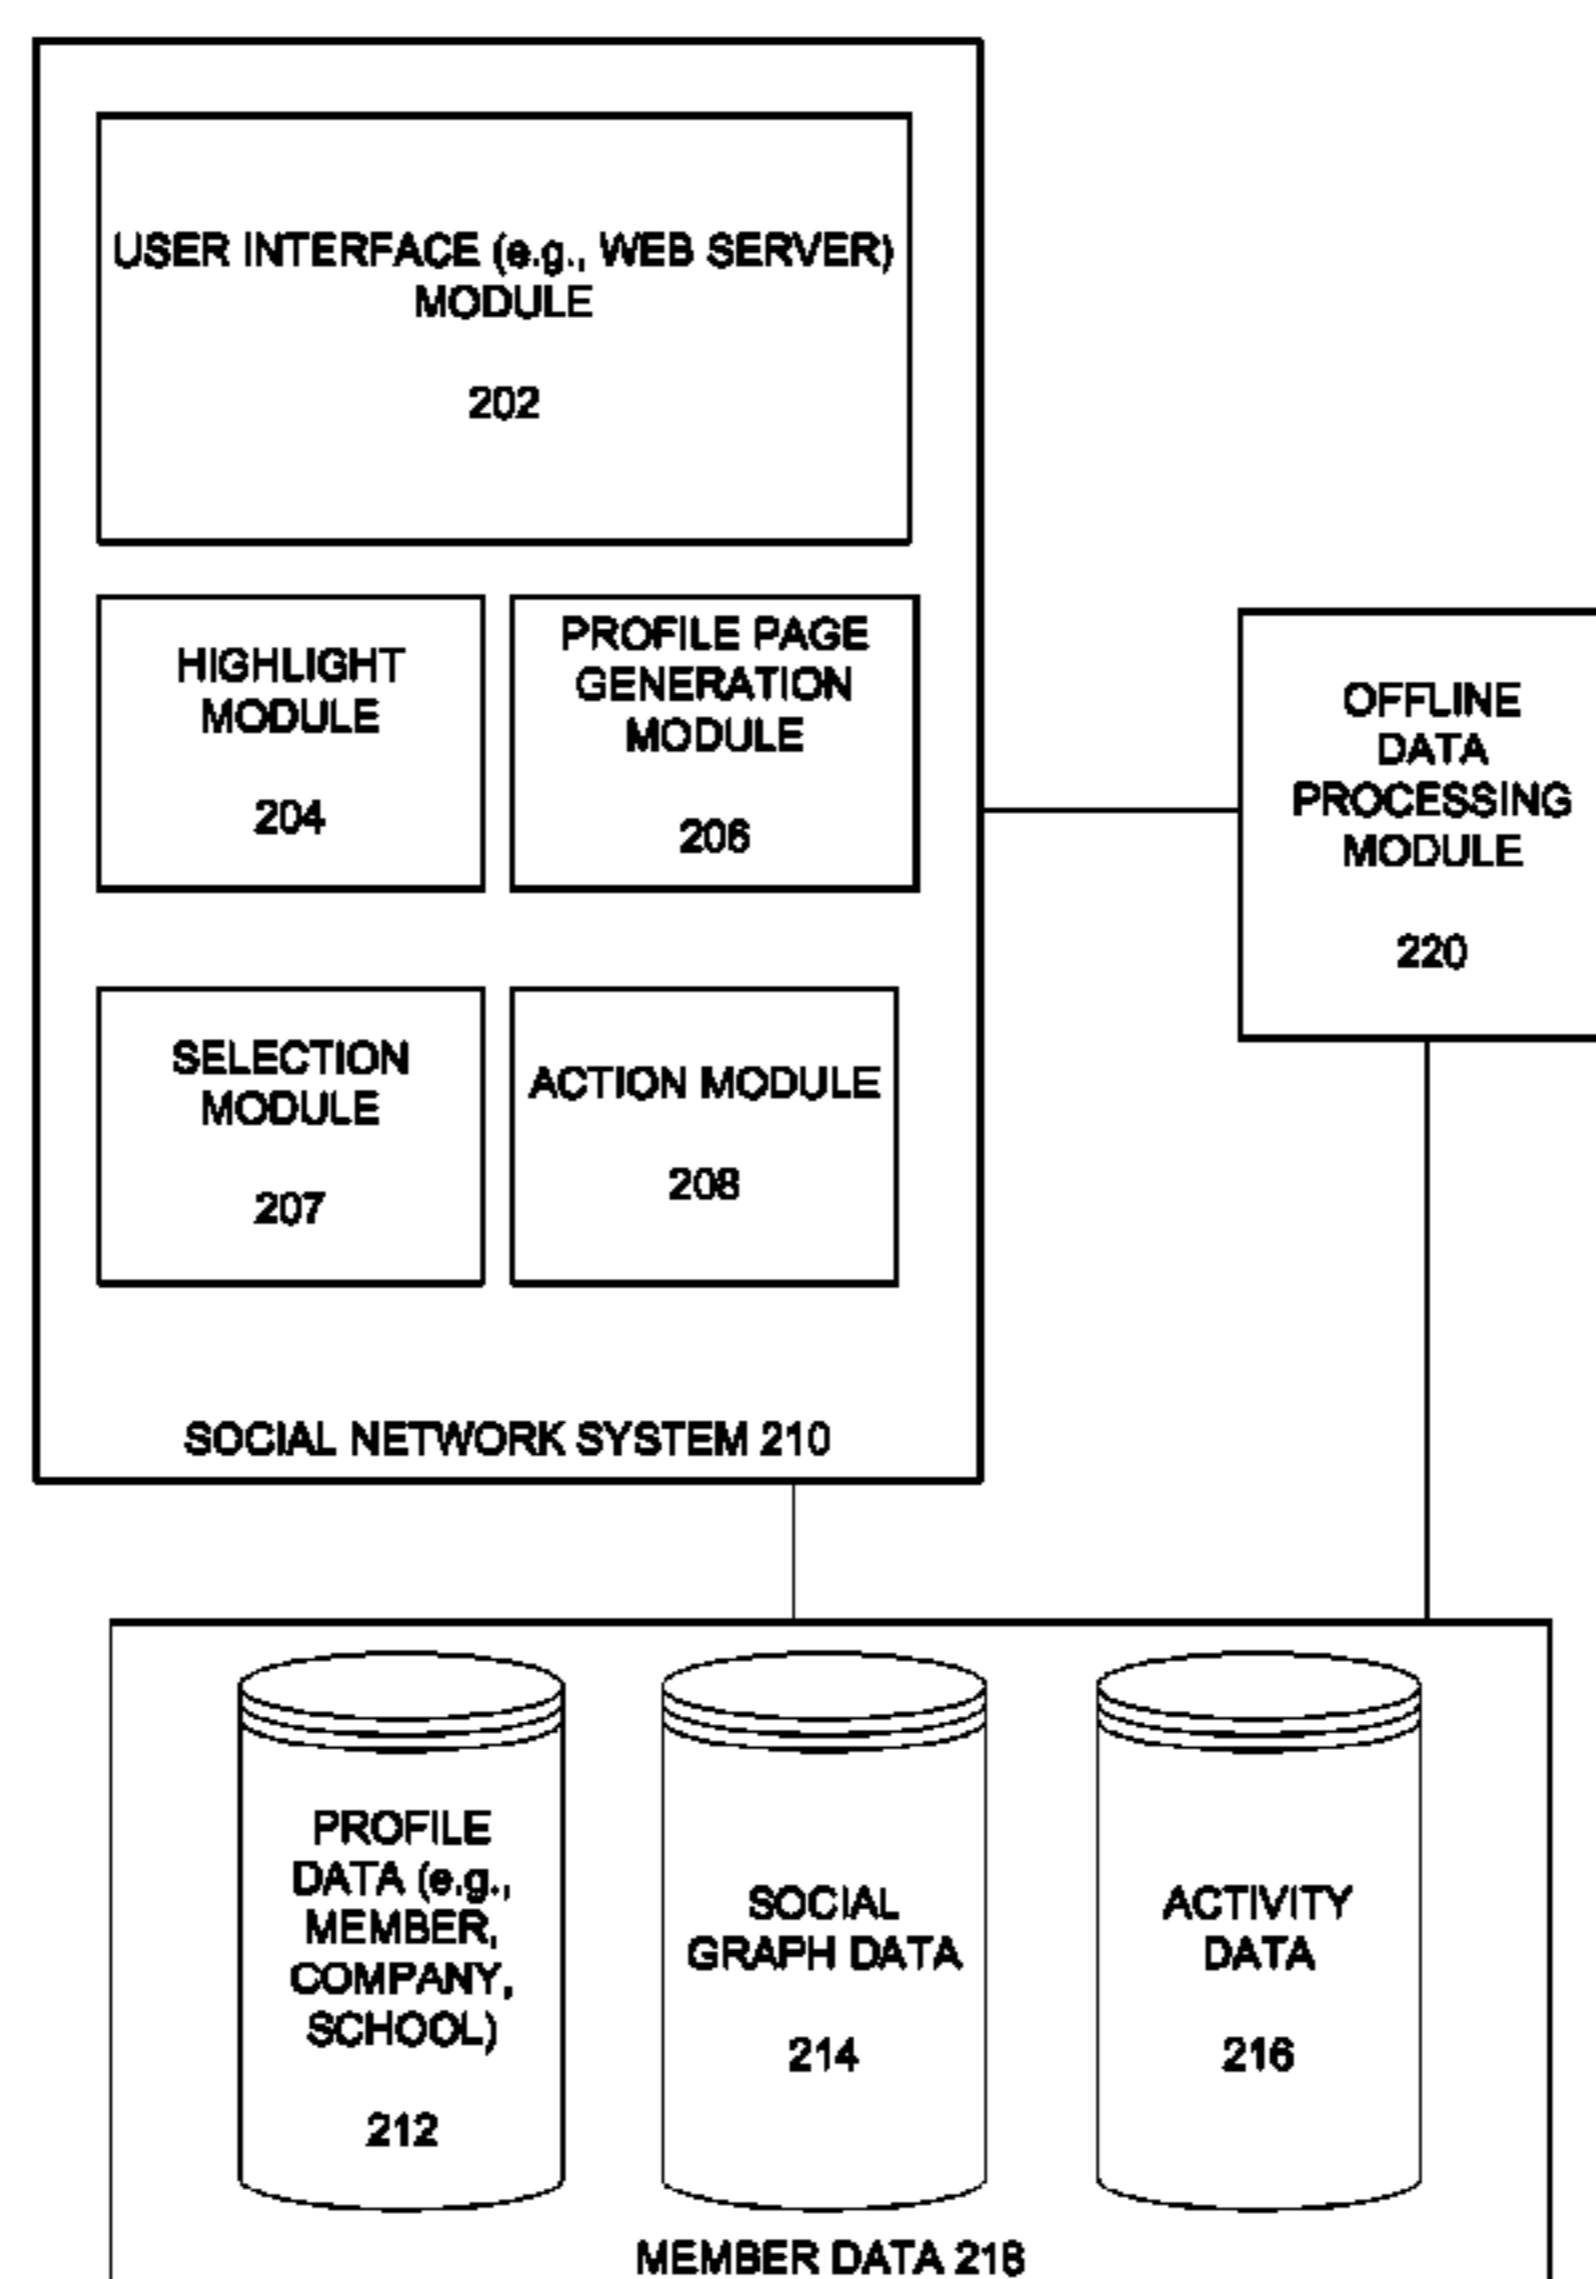 USER INTERFACE (e.g., WEB SERVER)
MODULE
202
HIGHLIGHT
MODULE
204
PROFILE PAGE
GENERATION
MODULE
206
SELECTION
MODULE
207
ACTION MODULE
208
SOCIAL NETWORK SYSTEM 210
OFFLINE
DATA
PROCESSING
MODULE
220
PROFILE
DATA (e.g.,
MEMBER,
COMPANY,
SCHOOL)
212
SOCIAL
GRAPH DATA
214
ACTIVITY
DATA
216
MEMBER DATA 218